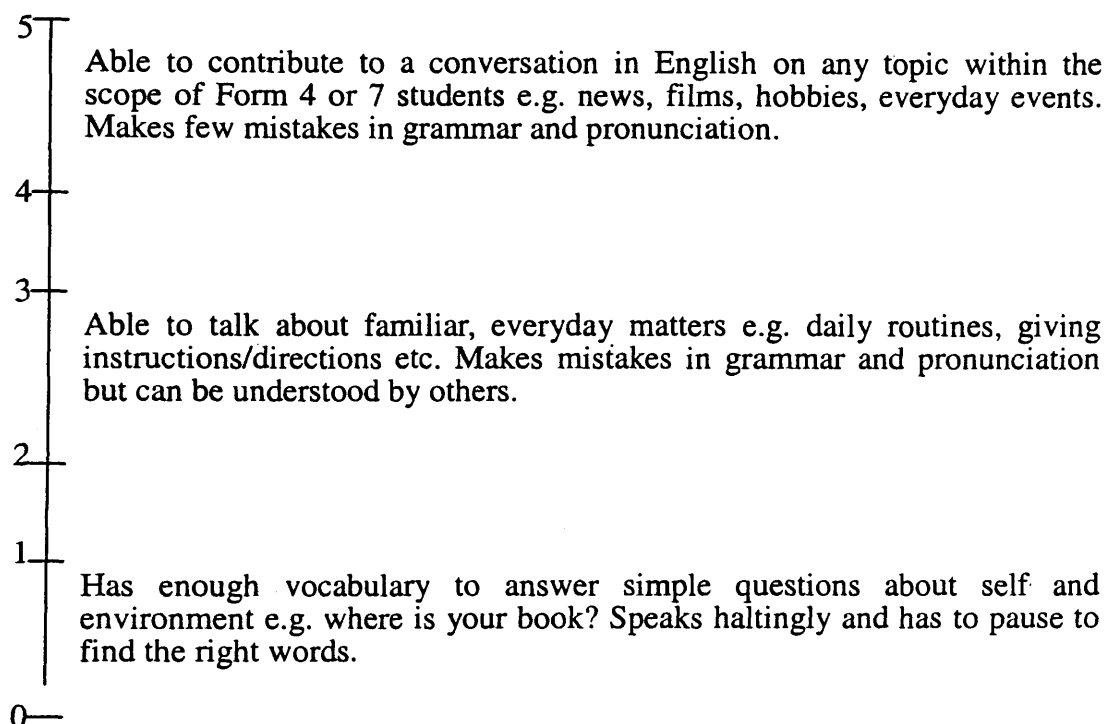 5
Able to contribute to a conversation in English on any topic within the
scope of Form 4 or 7 students e.g. news, films, hobbies, everyday events.
Makes few mistakes in grammar and pronunciation.
4
3
Able to talk about familiar, everyday matters e.g. daily routines, giving
instructions/directions etc. Makes mistakes in grammar and pronunciation
but can be understood by others.
2
1
Has enough vocabulary to answer simple questions about self and
environment e.g. where is your book? Speaks haltingly and has to pause to
find the right words.
0